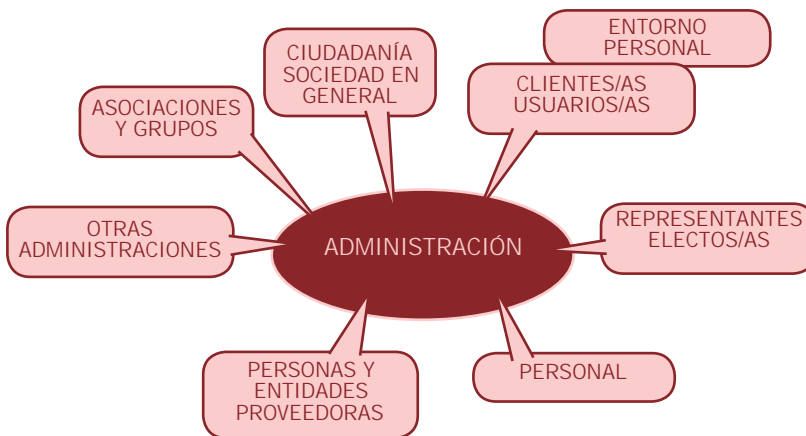 ENTORNO
PERSONAL
CIUDADANÍA
SOCIEDAD EN
GENERAL
CLIENTES/AS
USUARIOS/AS
ASOCIACIONES
Y GRUPOS
OTRAS
ADMINISTRACIONES
ADMINISTRACIÓN
REPRESENTANTES
ELECTOS/AS
PERSONAS Y
ENTIDADES
PROVEEDORAS
PERSONAL